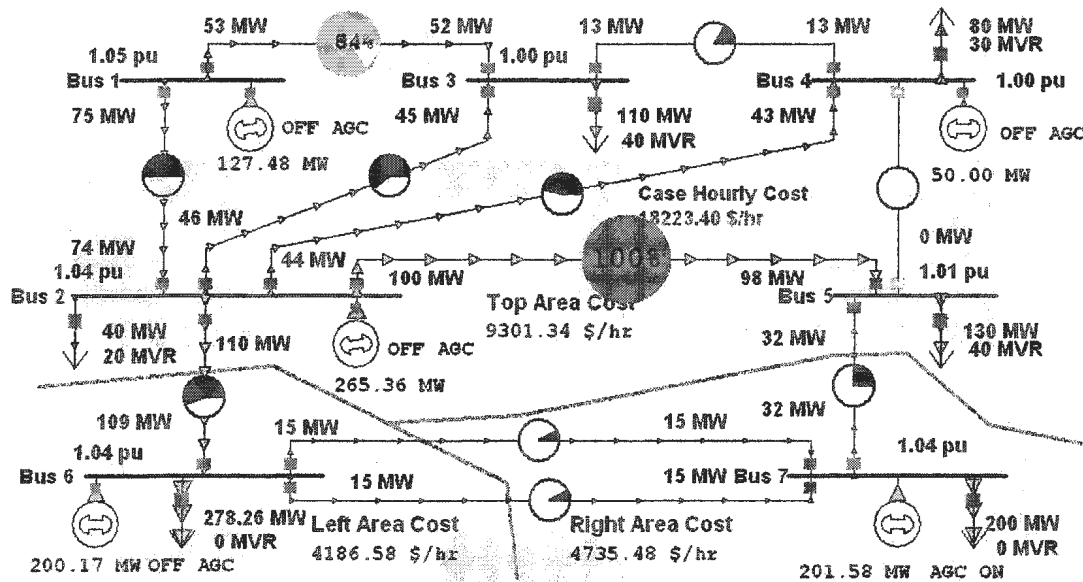 53 MW
84%
52 MW
13 MW
13 MW
80 MW
30 MVR
1.05 pu
1.00 pu
1.00 pu
Bus 1
Bus 3
Bus 4
75 MW
OFF AGC
127.48 MW
45 MW
110 MW
40 MVR
43 MW
OFF AGC
50.00 MW
Case Hourly Cost
18223.40 $/hr
46 MW
74 MW
44 MW
0 MW
1.04 pu
Bus 2
100 MW
100%
98 MW
1.01 pu
Bus 5
Top Area Cost
9301.34 $/hr
40 MW
20 MVR
110 MW
OFF AGC
265.36 MW
32 MW
130 MW
40 MVR
109 MW
32 MW
15 MW
15 MW
1.04 pu
1.04 pu
Bus 6
15 MW
15 MW
Bus 7
278.26 MW
0 MVR
Left Area Cost
4186.58 $/hr
Right Area Cost
4735.48 $/hr
200 MW
0 MVR
200.17 MW OFF AGC
201.58 MW AGC ON